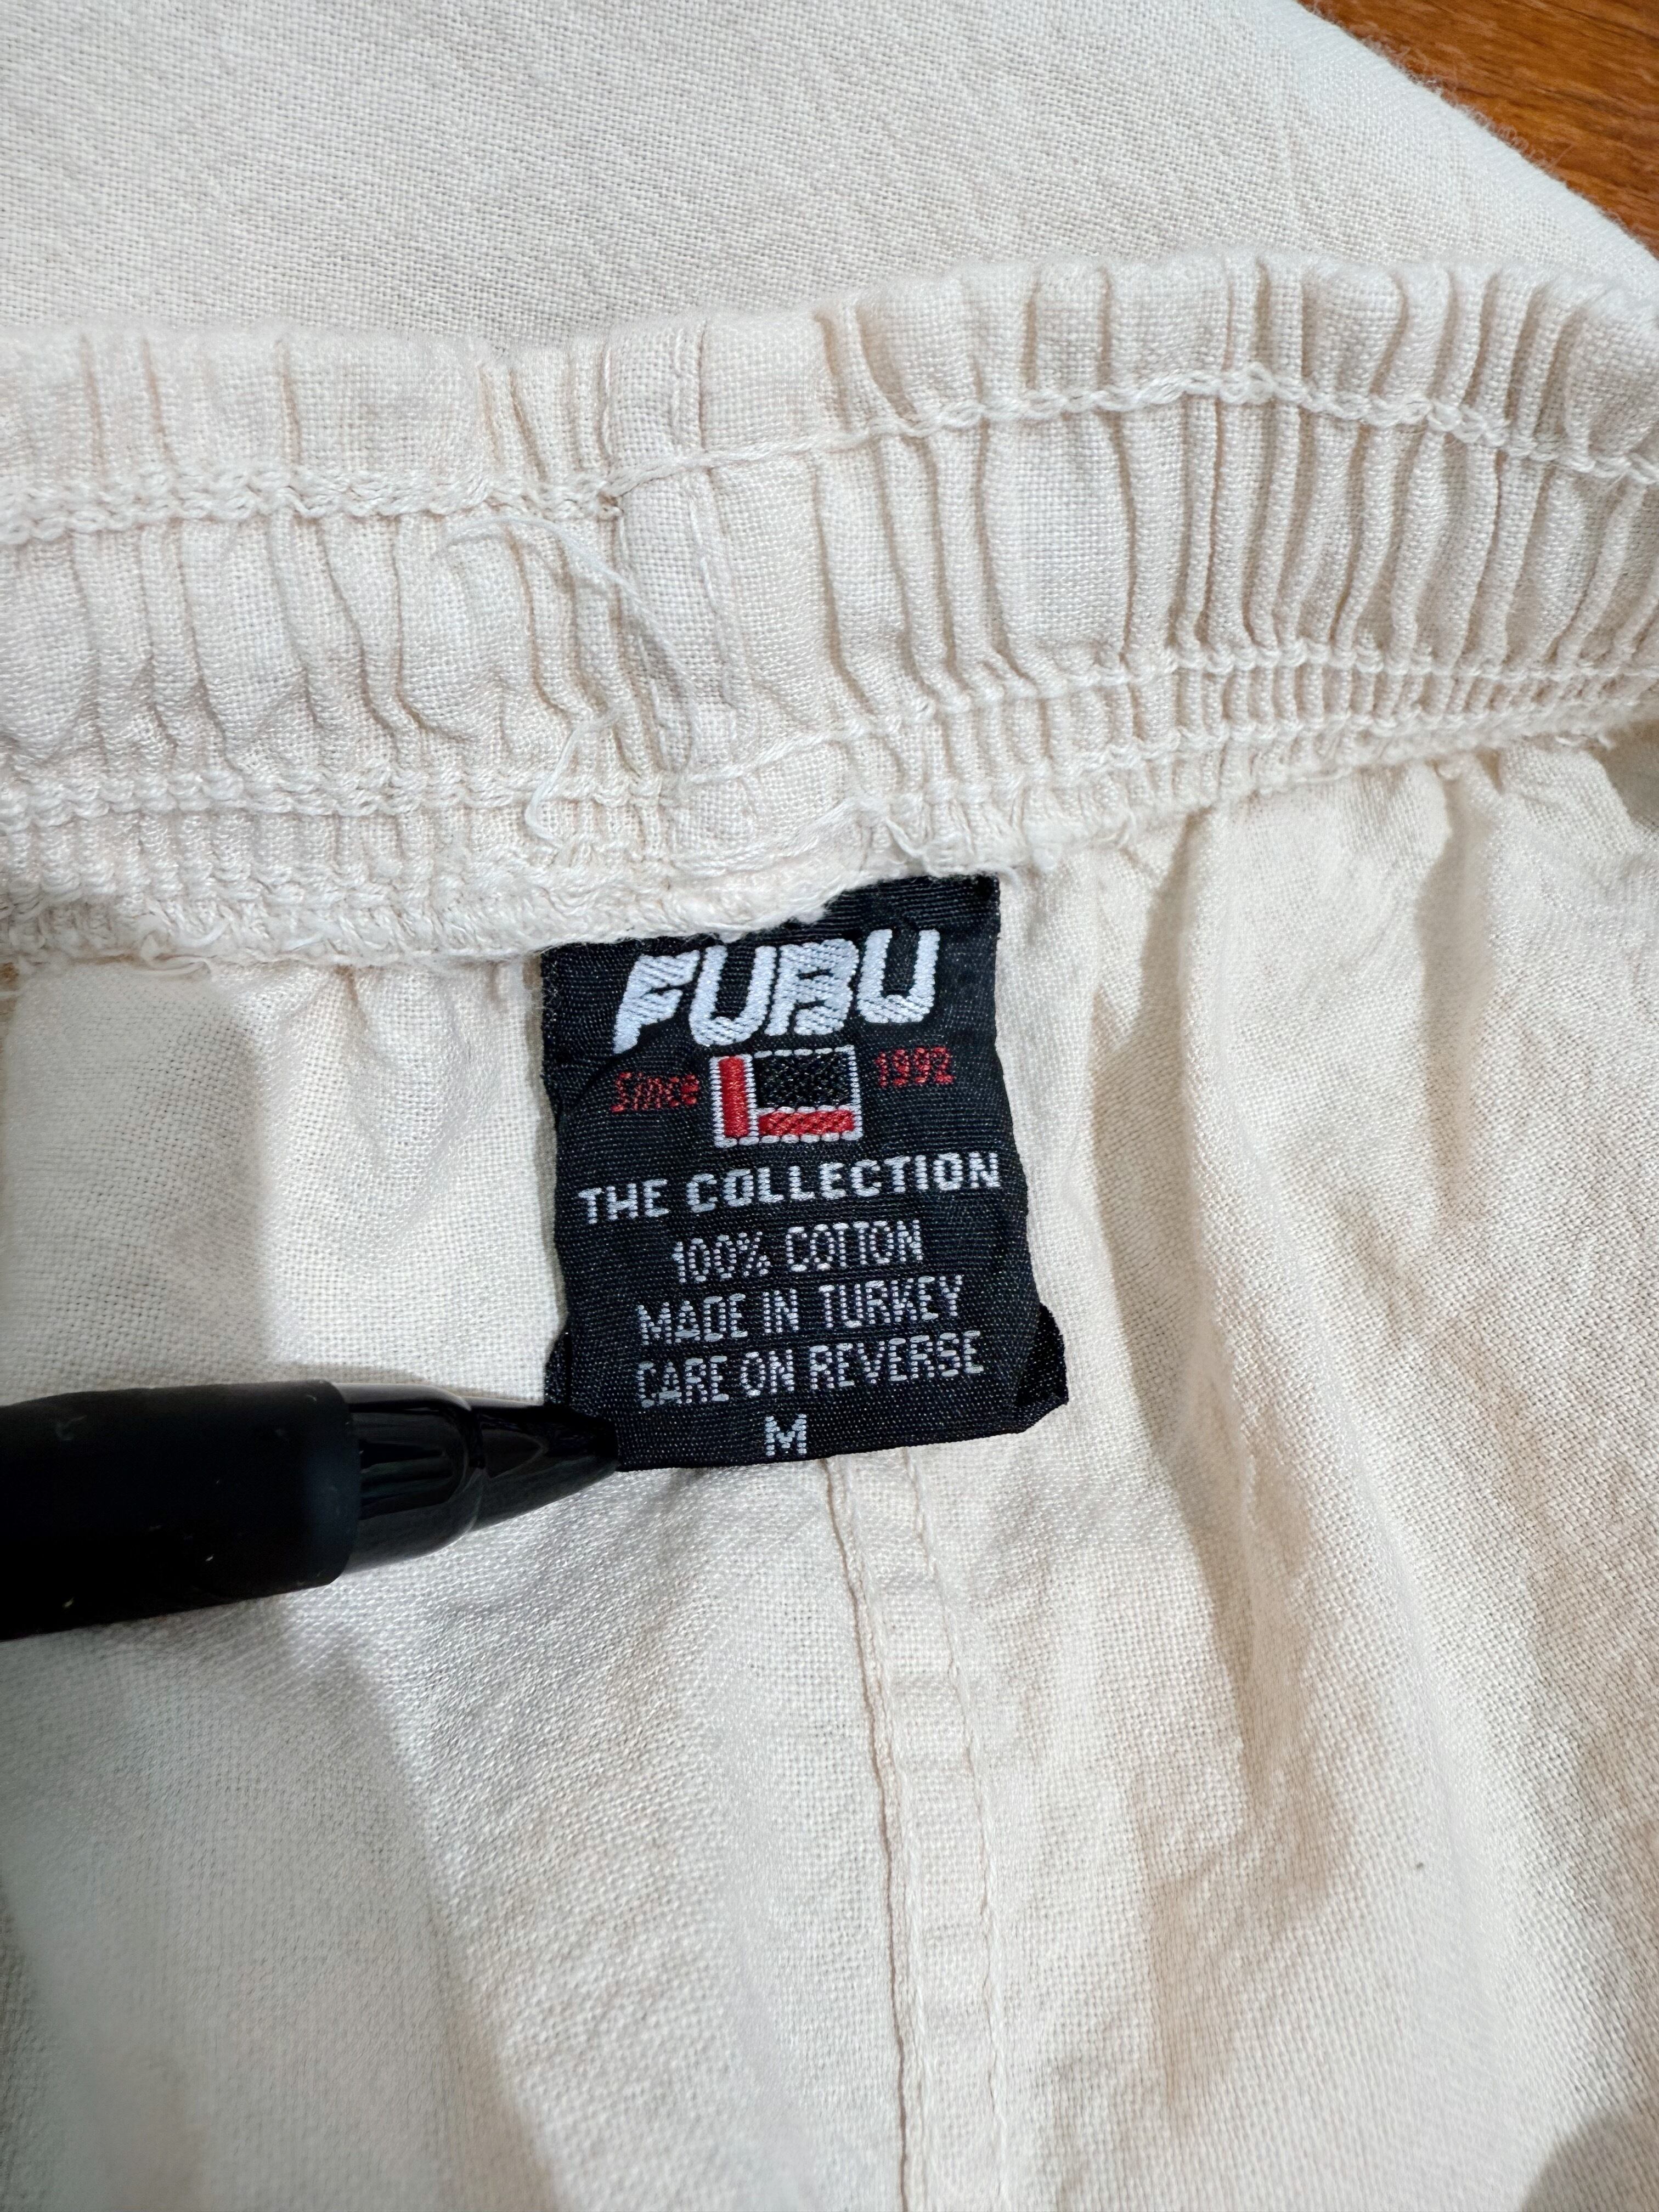 FUBU
Since 1992
THE COLLECTION
100% COTTON
MADE IN TURKEY
CARE ON REVERSE
M